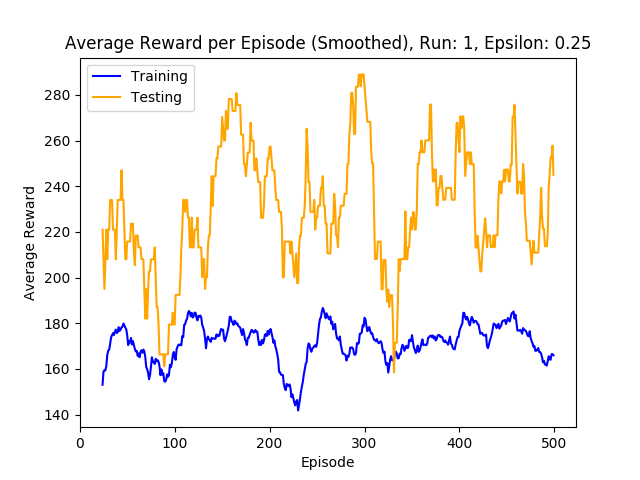 Average Reward per Episode (Smoothed), Run: 1, Epsilon: 0.25
Training
Testing
280
260
240
220
200
180
160
140
Average Reward
0
100
200
300
400
500
Episode